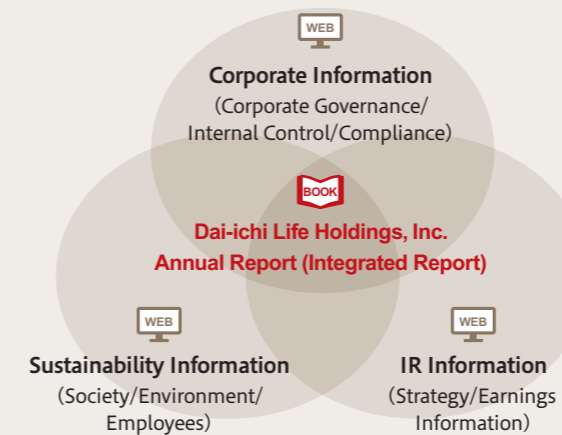 WEB
Corporate Information
(Corporate Governance/
Internal Control/Compliance)
BOOK
Dai-ichi Life Holdings, Inc.
Annual Report (Integrated Report)
WEB
Sustainability Information
(Society/Environment/
Employees)
WEB
IR Information
(Strategy/Earnings
Information)